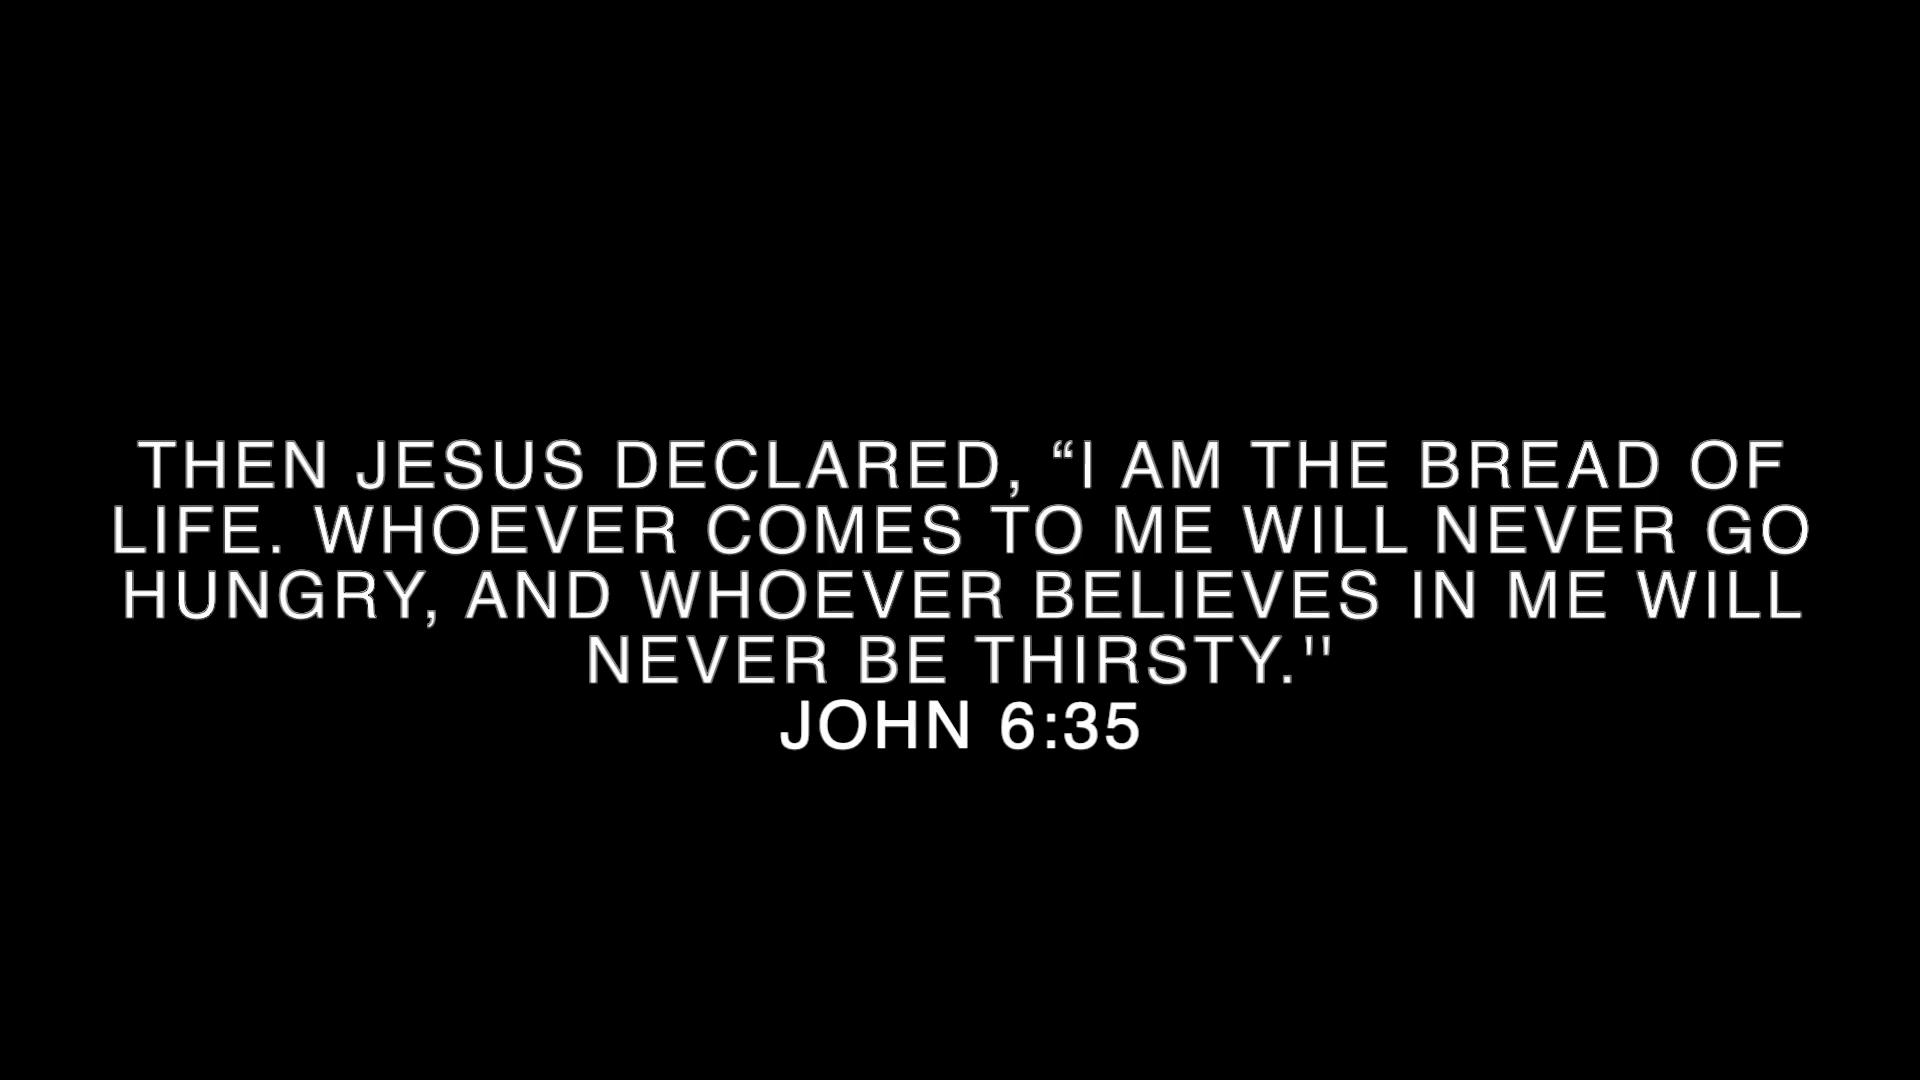 THEN JESUS DECLARED, “I AM THE BREAD OF
LIFE. WHOEVER COMES TO ME WILL NEVER GO
HUNGRY, AND WHOEVER BELIEVES IN ME WILL
NEVER BE THIRSTY.''
JOHN 6:35